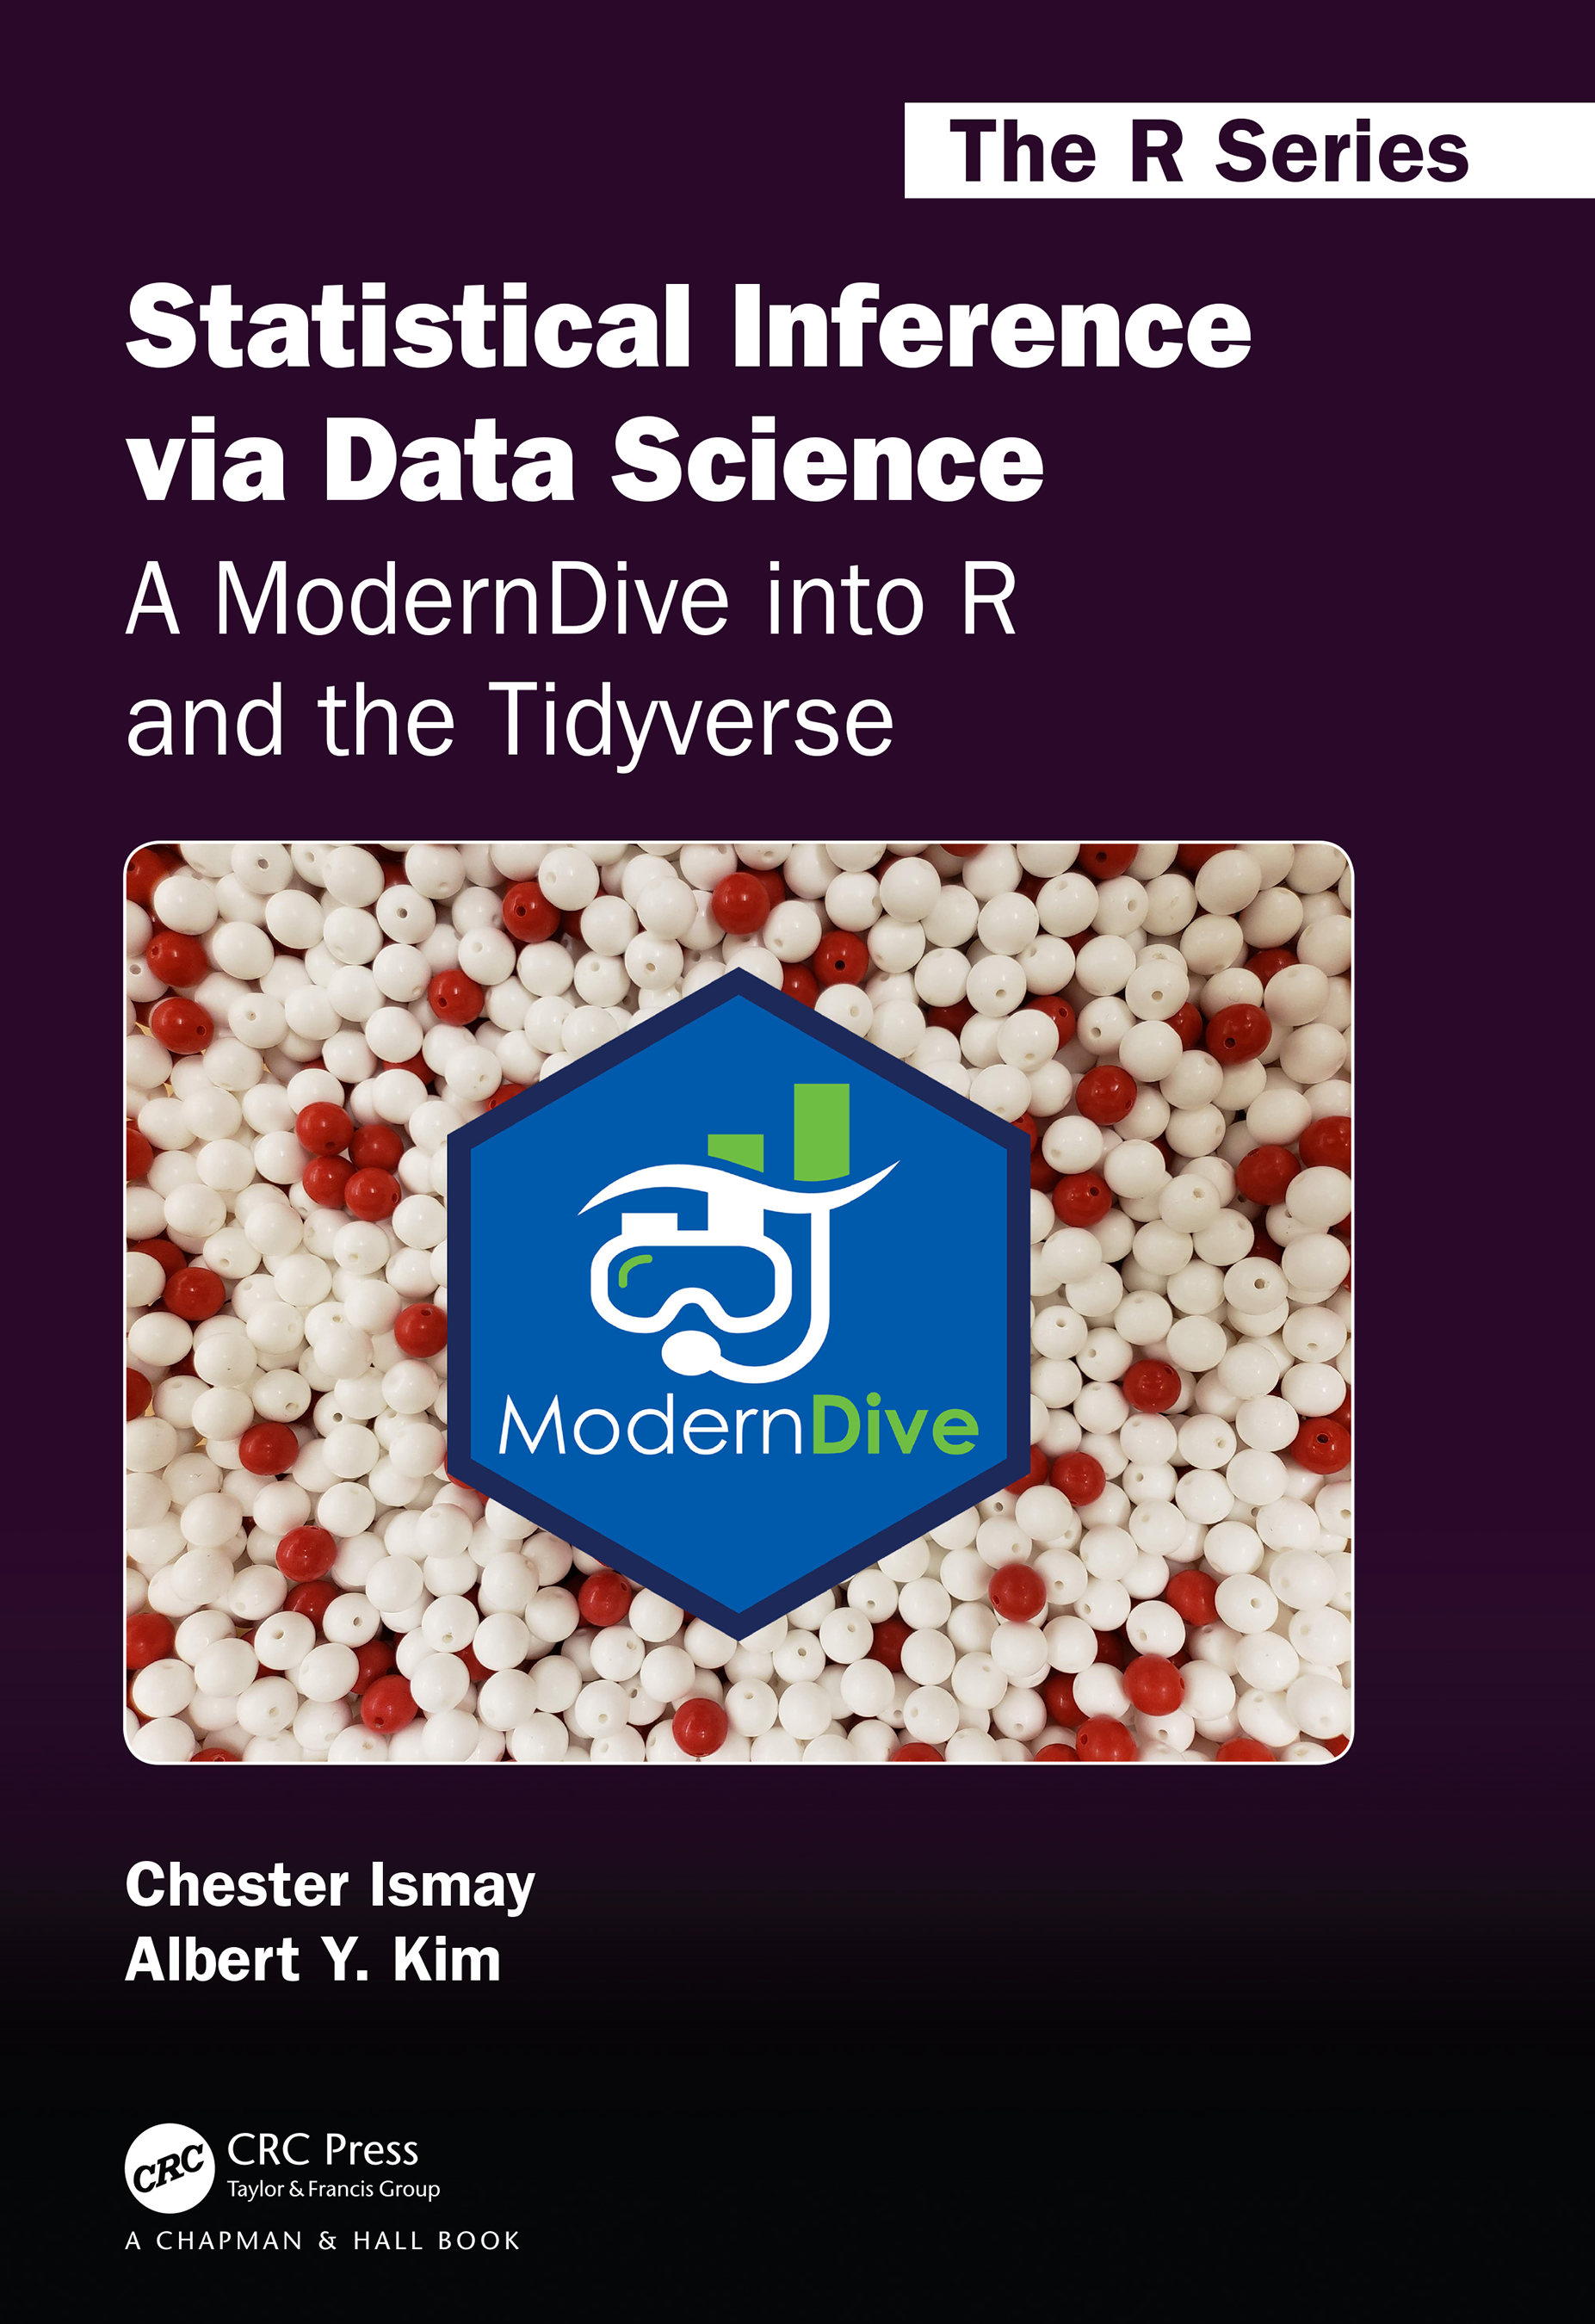 The R Series
Statistical Inference
via Data Science
A ModernDive into R
and the Tidyverse
ModernDive
Chester Ismay
Albert Y. Kim
CRC
CRC Press
Taylor & Francis Group
A CHAPMAN & HALL BOOK